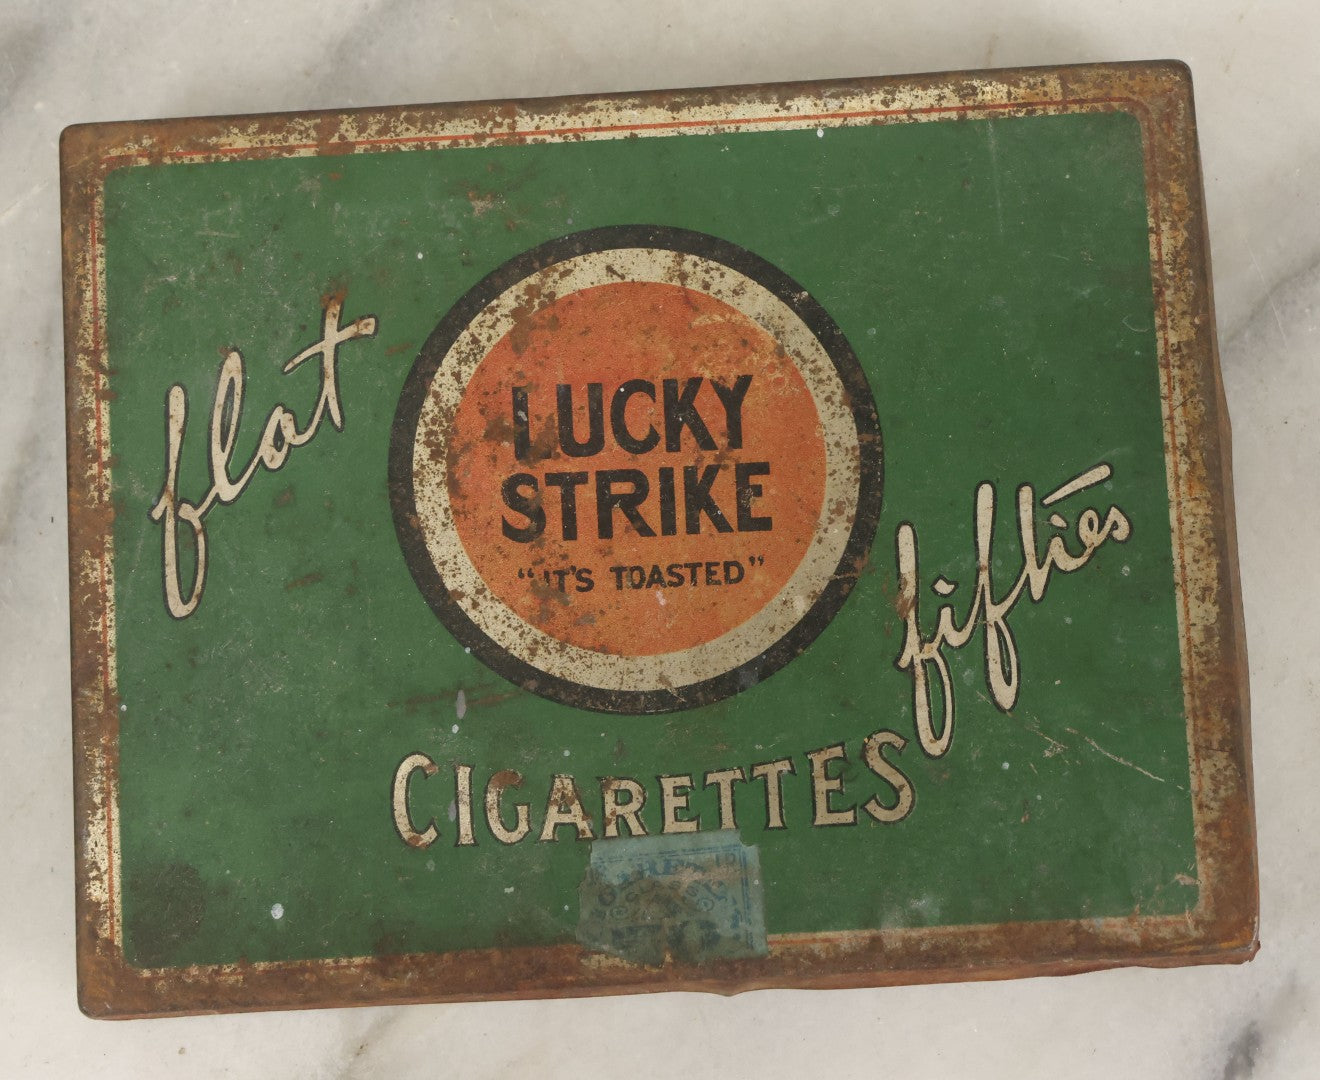 flat
LUCKY
STRIKE
"IT'S TOASTED"
fifties
CIGARETTES